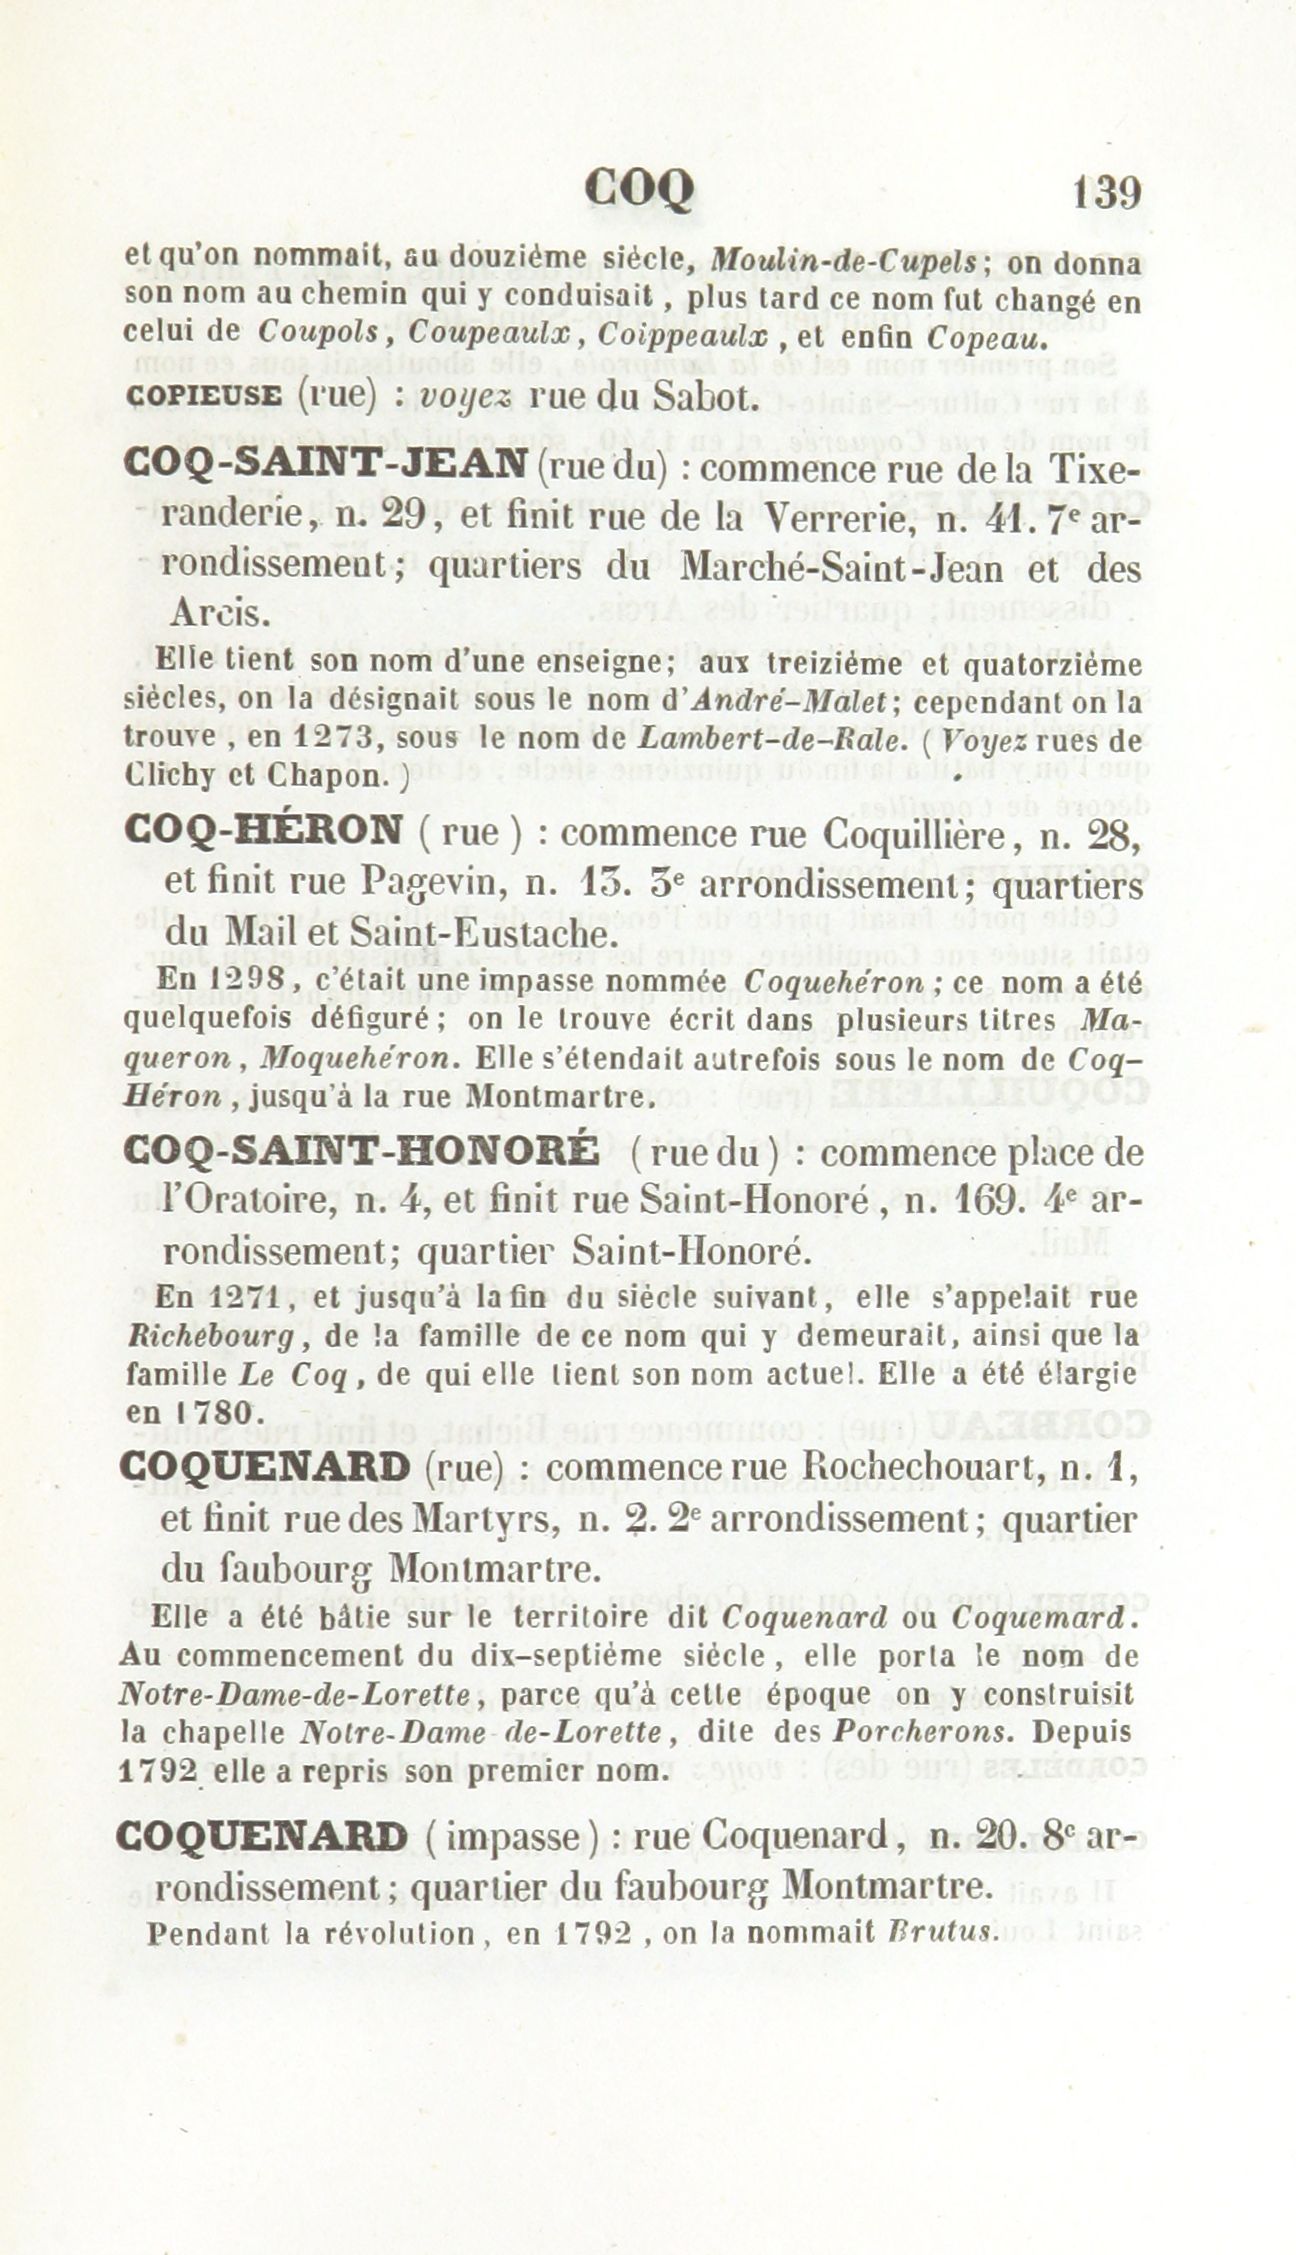 COQ 139
et qu'on nommait, au douzième siècle, Moulin-de-Cupels; on donna
son nom au chemin qui y conduisait, plus tard ce nom fut changé en
celui de Coupols, Coupeaulx, Coippeaulx, et enfin Copeau.
COPIEUSE (rue) : voyez rue du Sabot.
COQ-SAINT-JEAN (rue du) : commence rue de la Tixe-
randerie, n. 29, et finit rue de la Verrerie, n. 41. 7e ar-
rondissement; quartiers du Marché-Saint-Jean et des
Arcis.
Elle tient son nom d'une enseigne; aux treizième et quatorzième
siècles, on la désignait sous le nom d'André-Malet; cependant on la
trouve, en 1273, sous le nom de Lambert-de-Rale. (Voyez rues de
Clichy et Chapon.)
COQ-HÉRON (rue) : commence rue Coquillière, n. 28,
et finit rue Pagevin, n. 13. 3e arrondissement; quartiers
du Mail et Saint-Eustache.
En 1298, c'était une impasse nommée Coquehéron; ce nom a été
quelquefois défiguré; on le trouve écrit dans plusieurs titres Ma-
queron, Moquehéron. Elle s'étendait autrefois sous le nom de Coq-
Héron, jusqu'à la rue Montmartre.
COQ-SAINT-HONORÉ (rue du) : commence place de
l'Oratoire, n. 4, et finit rue Saint-Honoré, n. 169. 4e ar-
rondissement; quartier Saint-Honoré.
En 1271, et jusqu'à la fin du siècle suivant, elle s'appelait rue
Richebourg, de la famille de ce nom qui y demeurait, ainsi que la
famille Le Coq, de qui elle tient son nom actuel. Elle a été élargie
en 1780.
COQUENARD (rue) : commence rue Rochechouart, n. 1,
et finit rue des Martyrs, n. 2. 2e arrondissement; quartier
du faubourg Montmartre.
Elle a été bâtie sur le territoire dit Coquenard ou Coquemard.
Au commencement du dix-septième siècle, elle porta le nom de
Notre-Dame-de-Lorette, parce qu'à cette époque on y construisit
la chapelle Notre-Dame-de-Lorette, dite des Porcherons. Depuis
1792 elle a repris son premier nom.
COQUENARD (impasse) : rue Coquenard, n. 20. 8e ar-
rondissement; quartier du faubourg Montmartre.
Pendant la révolution, en 1792, on la nommait Brutus.